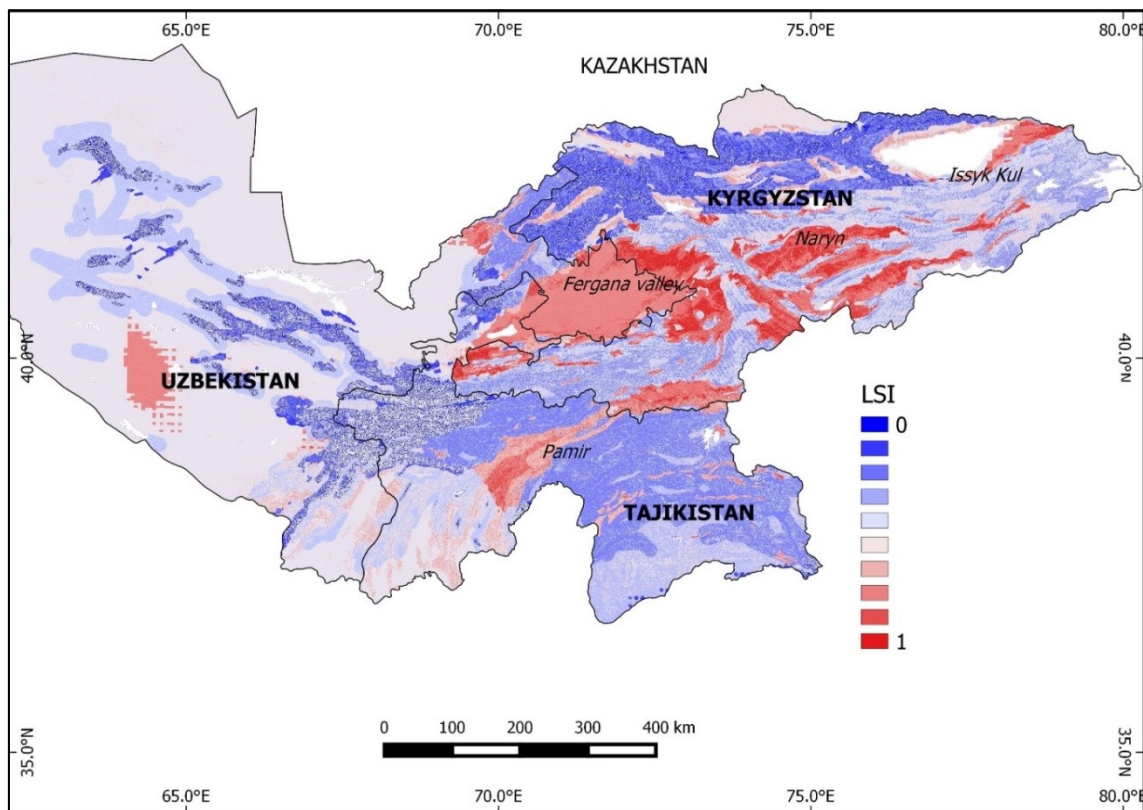 65.0°E 70.0°E 75.0°E 80.0°E
KAZAKHSTAN
Issyk Kul
KYRGYZSTAN
Naryn
Fergana valley
40.0°N 40.0°N
UZBEKISTAN
LSI
0
Pamir
TAJIKISTAN
1
0 100 200 300 400 km
35.0°N 35.0°N
65.0°E 70.0°E 75.0°E 80.0°E